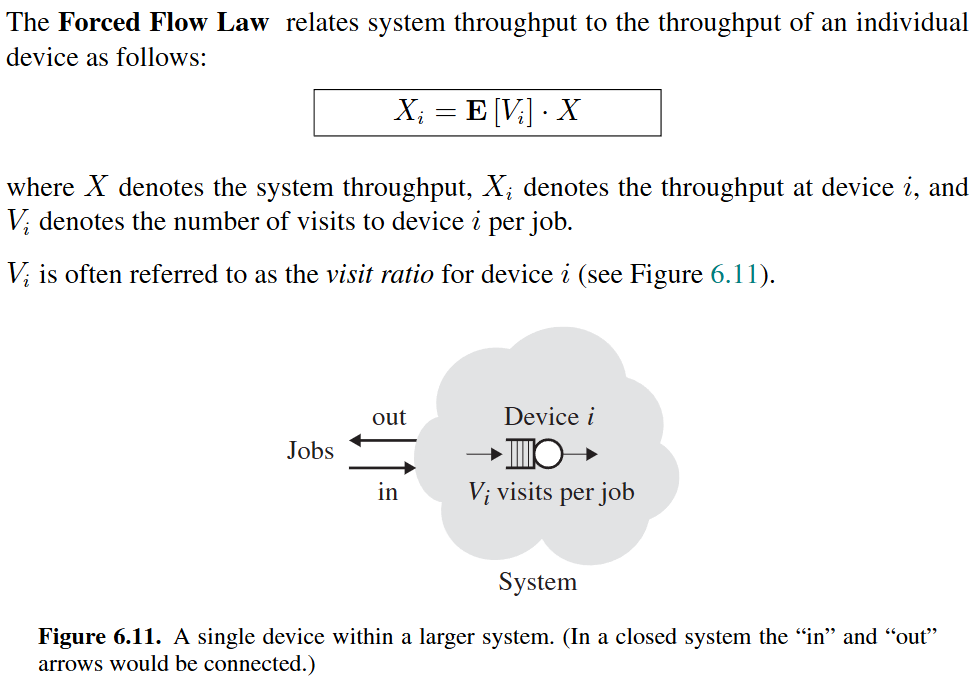 The Forced Flow Law relates system throughput to the throughput of an individual
device as follows:
X_i = E [V_i] · X
where X denotes the system throughput, X_i denotes the throughput at device i, and
V_i denotes the number of visits to device i per job.
V_i is often referred to as the visit ratio for device i (see Figure 6.11).
out
Device i
Jobs
in
V_i visits per job
System
Figure 6.11. A single device within a larger system. (In a closed system the “in” and “out”
arrows would be connected.)